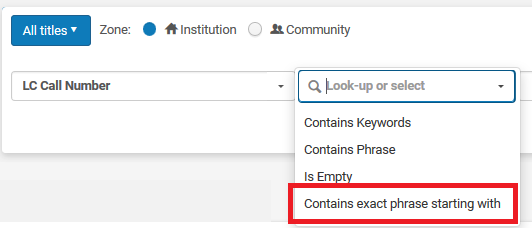 All titles Zone: Institution Community
LC Call Number Look-up or select
Contains Keywords
Contains Phrase
Is Empty
Contains exact phrase starting with